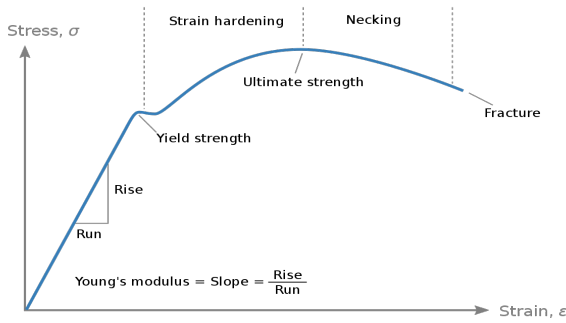 Strain hardening
Necking
Stress, σ
Ultimate strength
Fracture
Yield strength
Rise
Run
Young's modulus = Slope = Rise
Run
Strain, ε